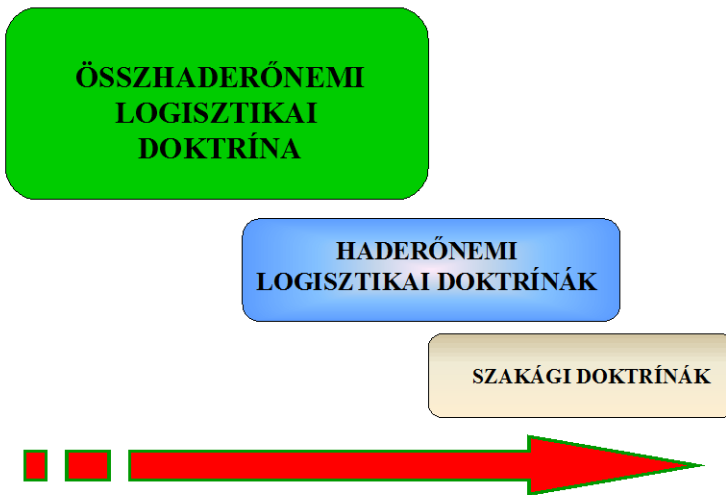 ÖSSZHADERŐNEMI
LOGISZTIKAI
DOKTRÍNA
HADERŐNEMI
LOGISZTIKAI DOKTRÍNÁK
SZAKÁGI DOKTRÍNÁK